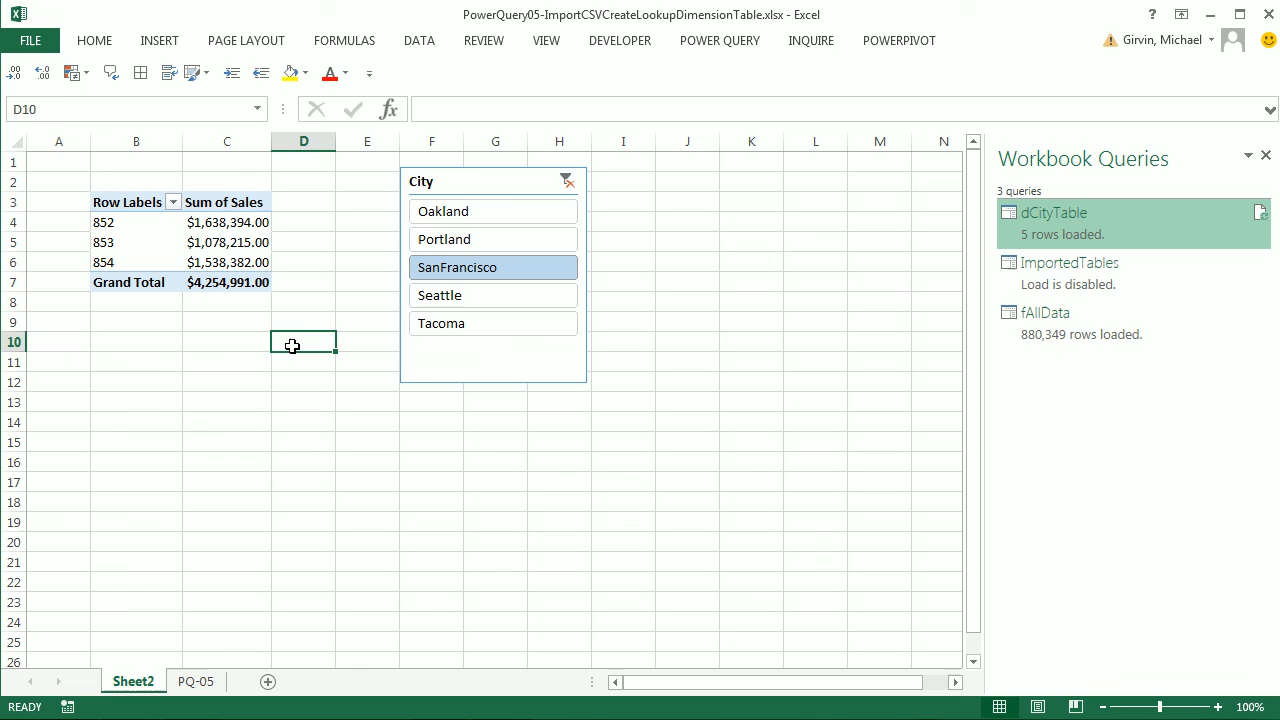 PowerQuery05-ImportCSVCreateLookupDimensionTable.xlsx - Excel
FILE HOME INSERT PAGE LAYOUT FORMULAS DATA REVIEW VIEW DEVELOPER POWER QUERY INQUIRE POWERPIVOT Girvin, Michael
D10 fx
A B C D E F G H I J K L M N
1
2
3 Row Labels Sum of Sales
4 852 $1,638,394.00
5 853 $1,078,215.00
6 854 $1,538,382.00
7 Grand Total $4,254,991.00
8
9
10
11
12
13
14
15
16
17
18
19
20
21
22
23
24
25
26
City
Oakland
Portland
SanFrancisco
Seattle
Tacoma
Workbook Queries
3 queries
dCityTable
5 rows loaded.
ImportedTables
Load is disabled.
fAllData
880,349 rows loaded.
Sheet2 PQ-05
READY 100%